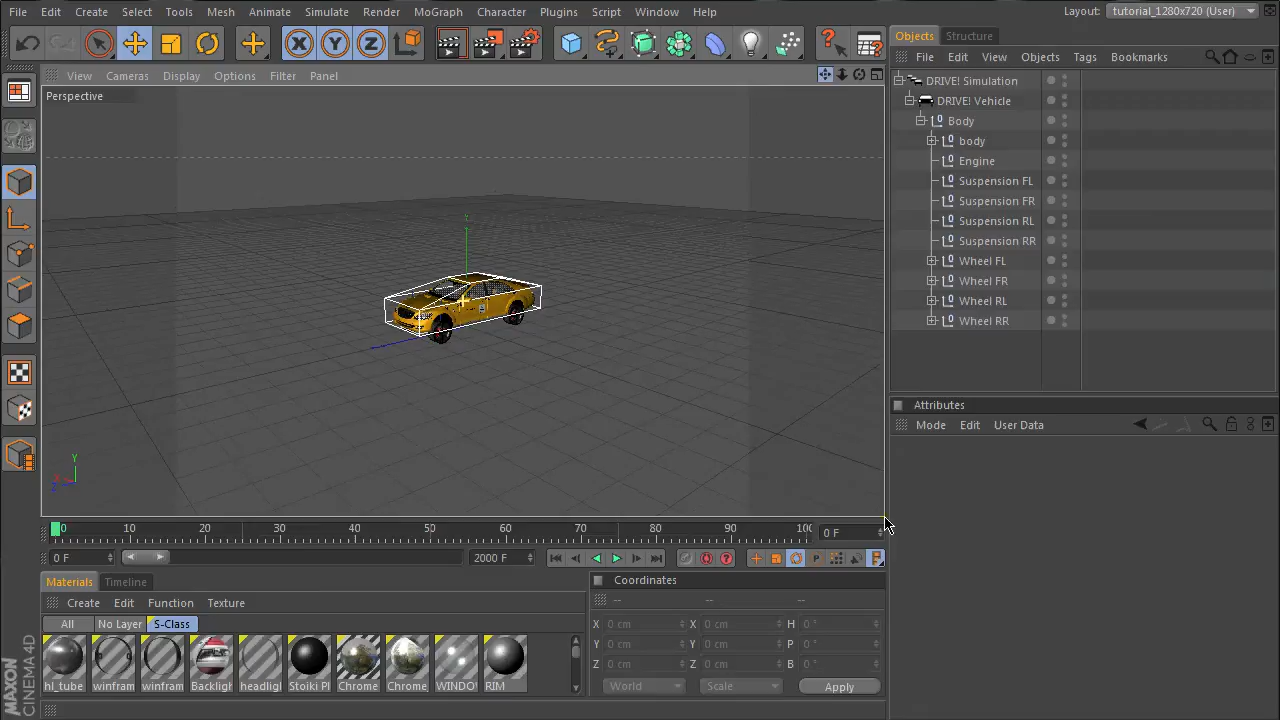 File Edit Create Select Tools Mesh Animate Simulate Render MoGraph Character Plugins Script Window Help
Layout: tutorial_1280x720 (User)
X Y Z
Objects Structure
View Cameras Display Options Filter Panel
File Edit View Objects Tags Bookmarks
Perspective
DRIVE! Simulation
DRIVE! Vehicle
Body
body
Engine
Suspension FL
Suspension FR
Suspension RL
Suspension RR
Wheel FL
Wheel FR
Wheel RL
Wheel RR
Y
Attributes
Mode Edit User Data
Y
X
Z
0 10 20 30 40 50 60 70 80 90 100
0 F
0 F
2000 F
P
Materials Timeline
Coordinates
Create Edit Function Texture
-- -- --
All No Layer S-Class
X 0 cm X 0 cm H 0 °
Y 0 cm Y 0 cm P 0 °
Z 0 cm Z 0 cm B 0 °
hl_tube winfram winfram Backligh headligh Stoiki Pl Chrome Chrome WINDO' RIM
World Scale Apply
MAXON
CINEMA 4D